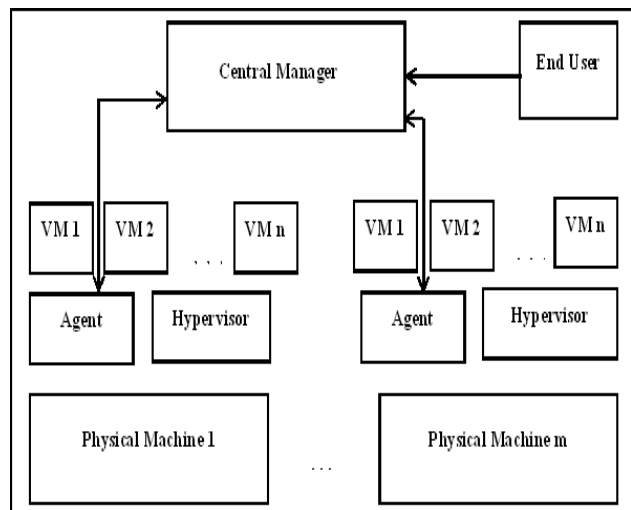 Central Manager
End User
VM 1
VM 2
. . .
VM n
VM 1
VM 2
. . .
VM n
Agent
Hypervisor
Agent
Hypervisor
Physical Machine 1
. . .
Physical Machine m